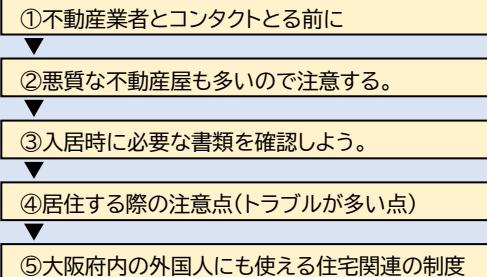 ①不動産業者とコンタクトとる前に
▼
②悪質な不動産屋も多いので注意する。
▼
③入居時に必要な書類を確認しよう。
▼
④居住する際の注意点(トラブルが多い点)
▼
⑤大阪府内の外国人にも使える住宅関連の制度